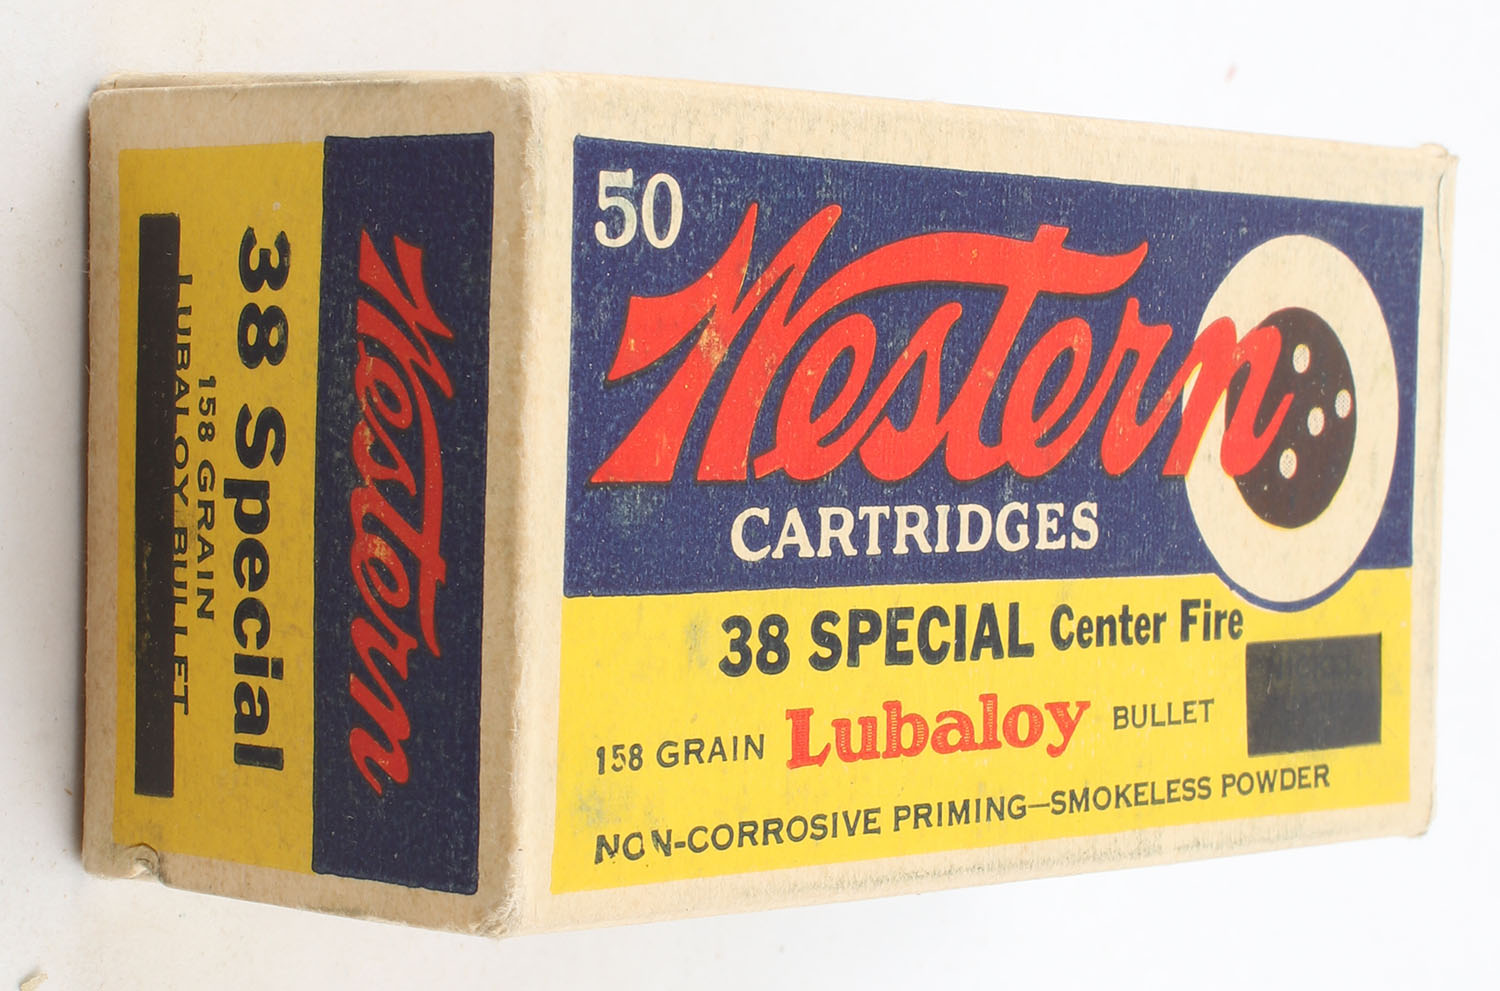 50
Western
CARTRIDGES
38 SPECIAL Center Fire
158 GRAIN Lubaloy BULLET
NON-CORROSIVE PRIMING—SMOKELESS POWDER
Western
38 Special
158 GRAIN
LUBALOY BULLET